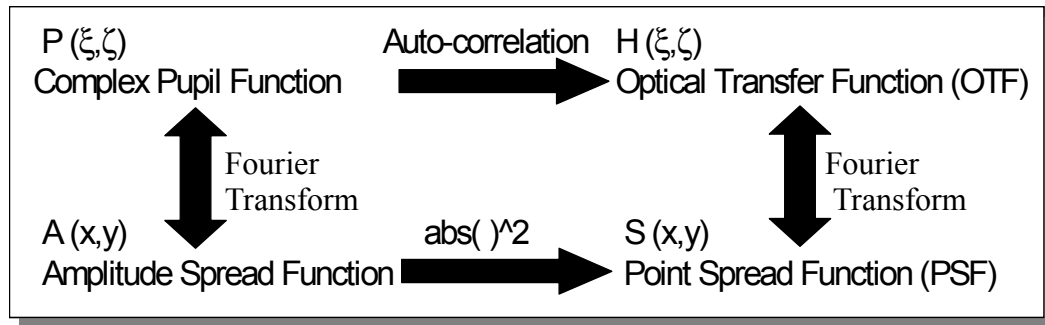 P (ξ,ζ)
Auto-correlation
H (ξ,ζ)
Complex Pupil Function
Optical Transfer Function (OTF)
Fourier
Transform
Fourier
Transform
A (x,y)
abs( )^2
S (x,y)
Amplitude Spread Function
Point Spread Function (PSF)